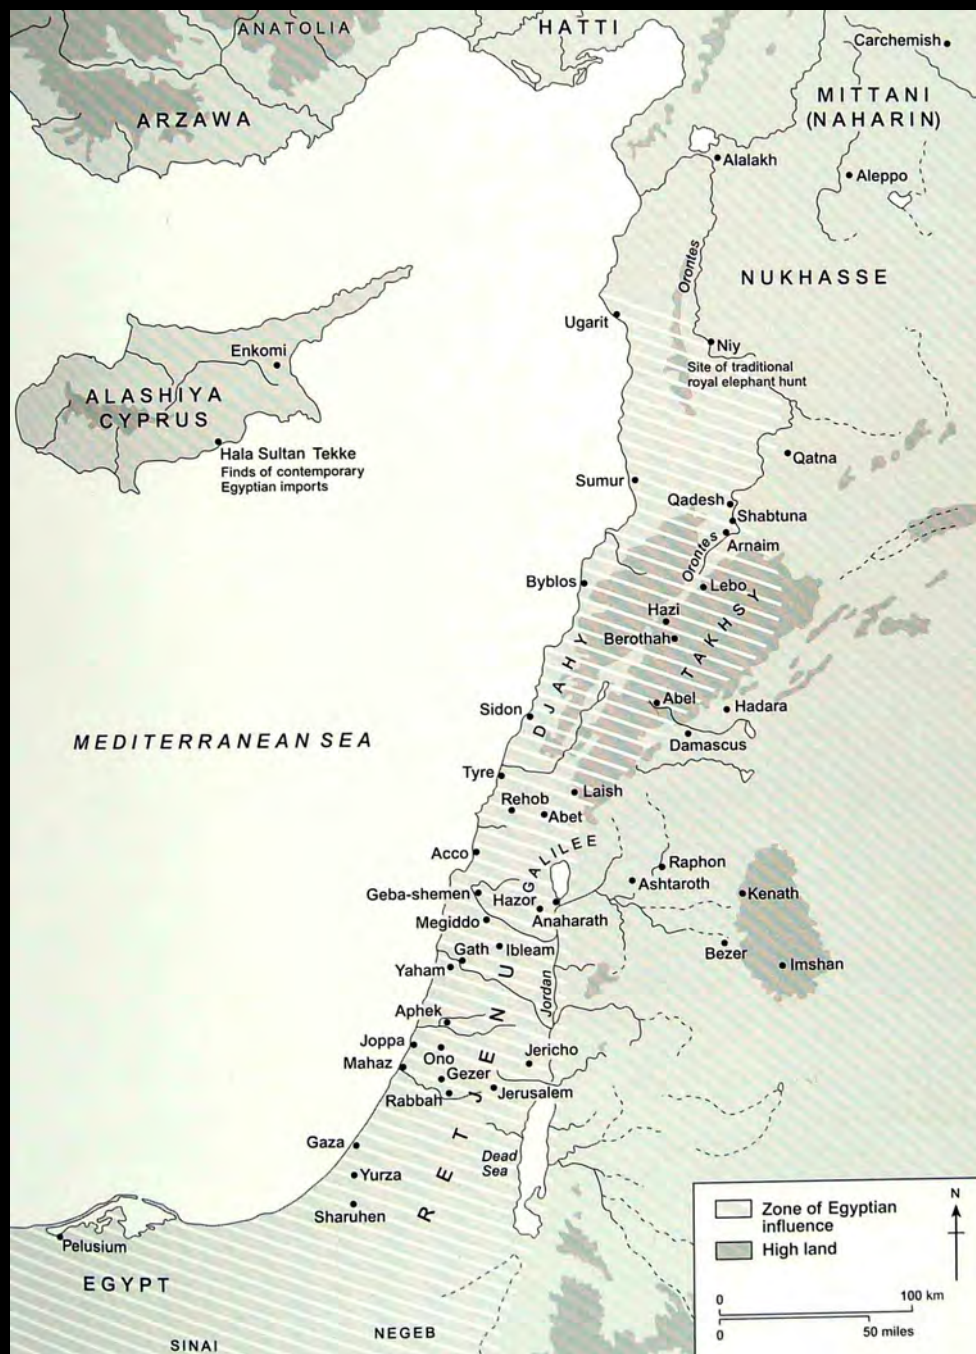 ANATOLIA
HATTI
Carchemish
MITTANI
(NAHARIN)
ARZAWA
Alalakh
Aleppo
Orontes
NUKHASSE
Ugarit
Niy
Site of traditional
royal elephant hunt
Enkomi
ALASHIYA
CYPRUS
Hala Sultan Tekke
Finds of contemporary
Egyptian imports
Qatna
Sumur
Qadesh
Shabtuna
Arnaim
Orontes
Byblos
Lebo
Hazi
Berothah
TAKHSY
DJAHY
Abel
Hadara
Sidon
Damascus
MEDITERRANEAN SEA
Tyre
Laish
Rehob
Abet
GALILEE
Acco
Raphon
Ashtaroth
Geba-shemen
Hazor
Kenath
Anaharath
Megiddo
Gath
Ibleam
Bezer
Yaham
Imshan
Jordan
Aphek
Joppa
Ono
Jericho
Mahaz
Gezer
Rabbah
Jerusalem
RETJENU
Gaza
Dead
Sea
Yurza
Sharuhen
Pelusium
EGYPT
NEGEB
SINAI
Zone of Egyptian
influence
High land
N
0 100 km
0 50 miles